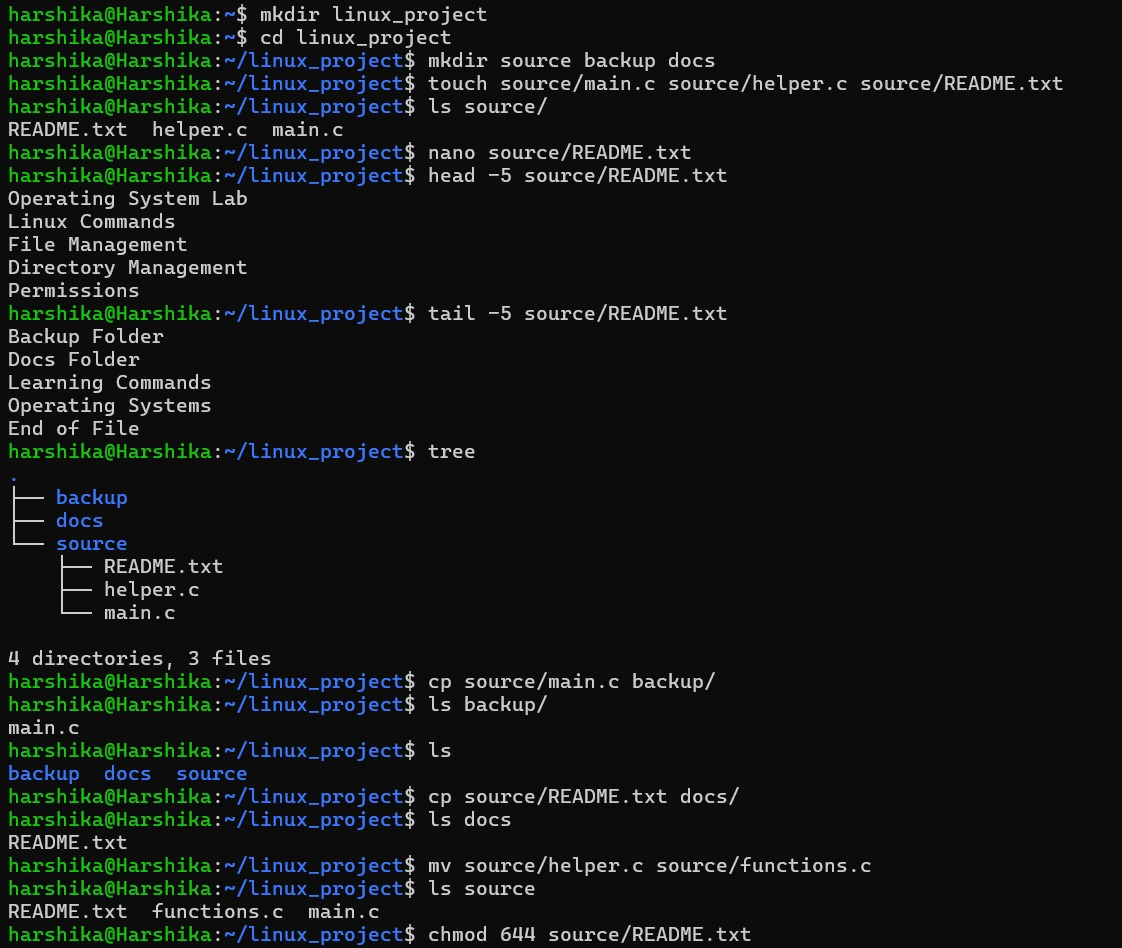 harshika@Harshika:~$ mkdir linux_project
harshika@Harshika:~$ cd linux_project
harshika@Harshika:~/linux_project$ mkdir source backup docs
harshika@Harshika:~/linux_project$ touch source/main.c source/helper.c source/README.txt
harshika@Harshika:~/linux_project$ ls source/
README.txt  helper.c  main.c
harshika@Harshika:~/linux_project$ nano source/README.txt
harshika@Harshika:~/linux_project$ head -5 source/README.txt
Operating System Lab
Linux Commands
File Management
Directory Management
Permissions
harshika@Harshika:~/linux_project$ tail -5 source/README.txt
Backup Folder
Docs Folder
Learning Commands
Operating Systems
End of File
harshika@Harshika:~/linux_project$ tree
.
├── backup
├── docs
└── source
    ├── README.txt
    ├── helper.c
    └── main.c
4 directories, 3 files
harshika@Harshika:~/linux_project$ cp source/main.c backup/
harshika@Harshika:~/linux_project$ ls backup/
main.c
harshika@Harshika:~/linux_project$ ls
backup  docs  source
harshika@Harshika:~/linux_project$ cp source/README.txt docs/
harshika@Harshika:~/linux_project$ ls docs
README.txt
harshika@Harshika:~/linux_project$ mv source/helper.c source/functions.c
harshika@Harshika:~/linux_project$ ls source
README.txt  functions.c  main.c
harshika@Harshika:~/linux_project$ chmod 644 source/README.txt